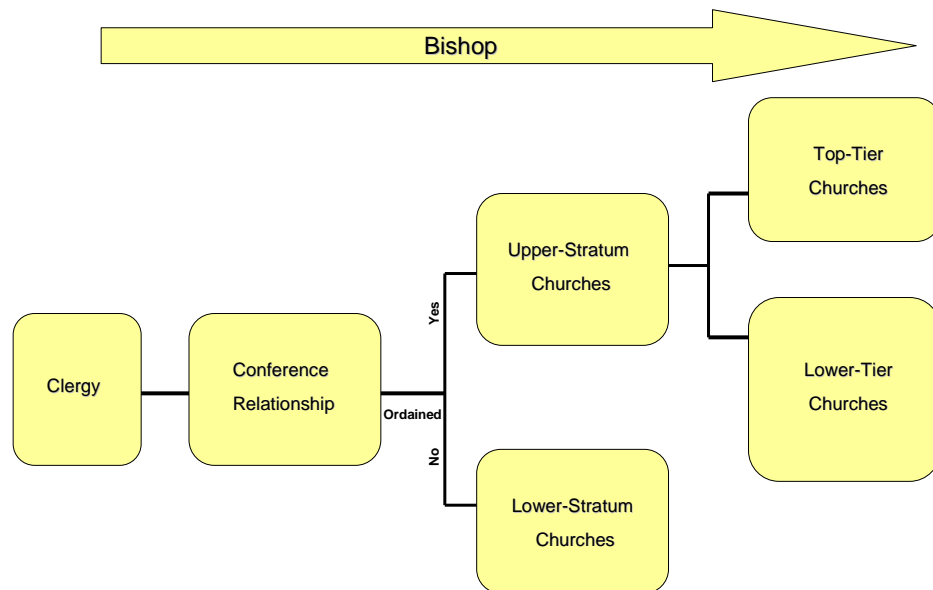 Bishop
Top-Tier
Churches
Upper-Stratum
Churches
Yes
Clergy
Conference
Relationship
Ordained
Lower-Tier
Churches
No
Lower-Stratum
Churches